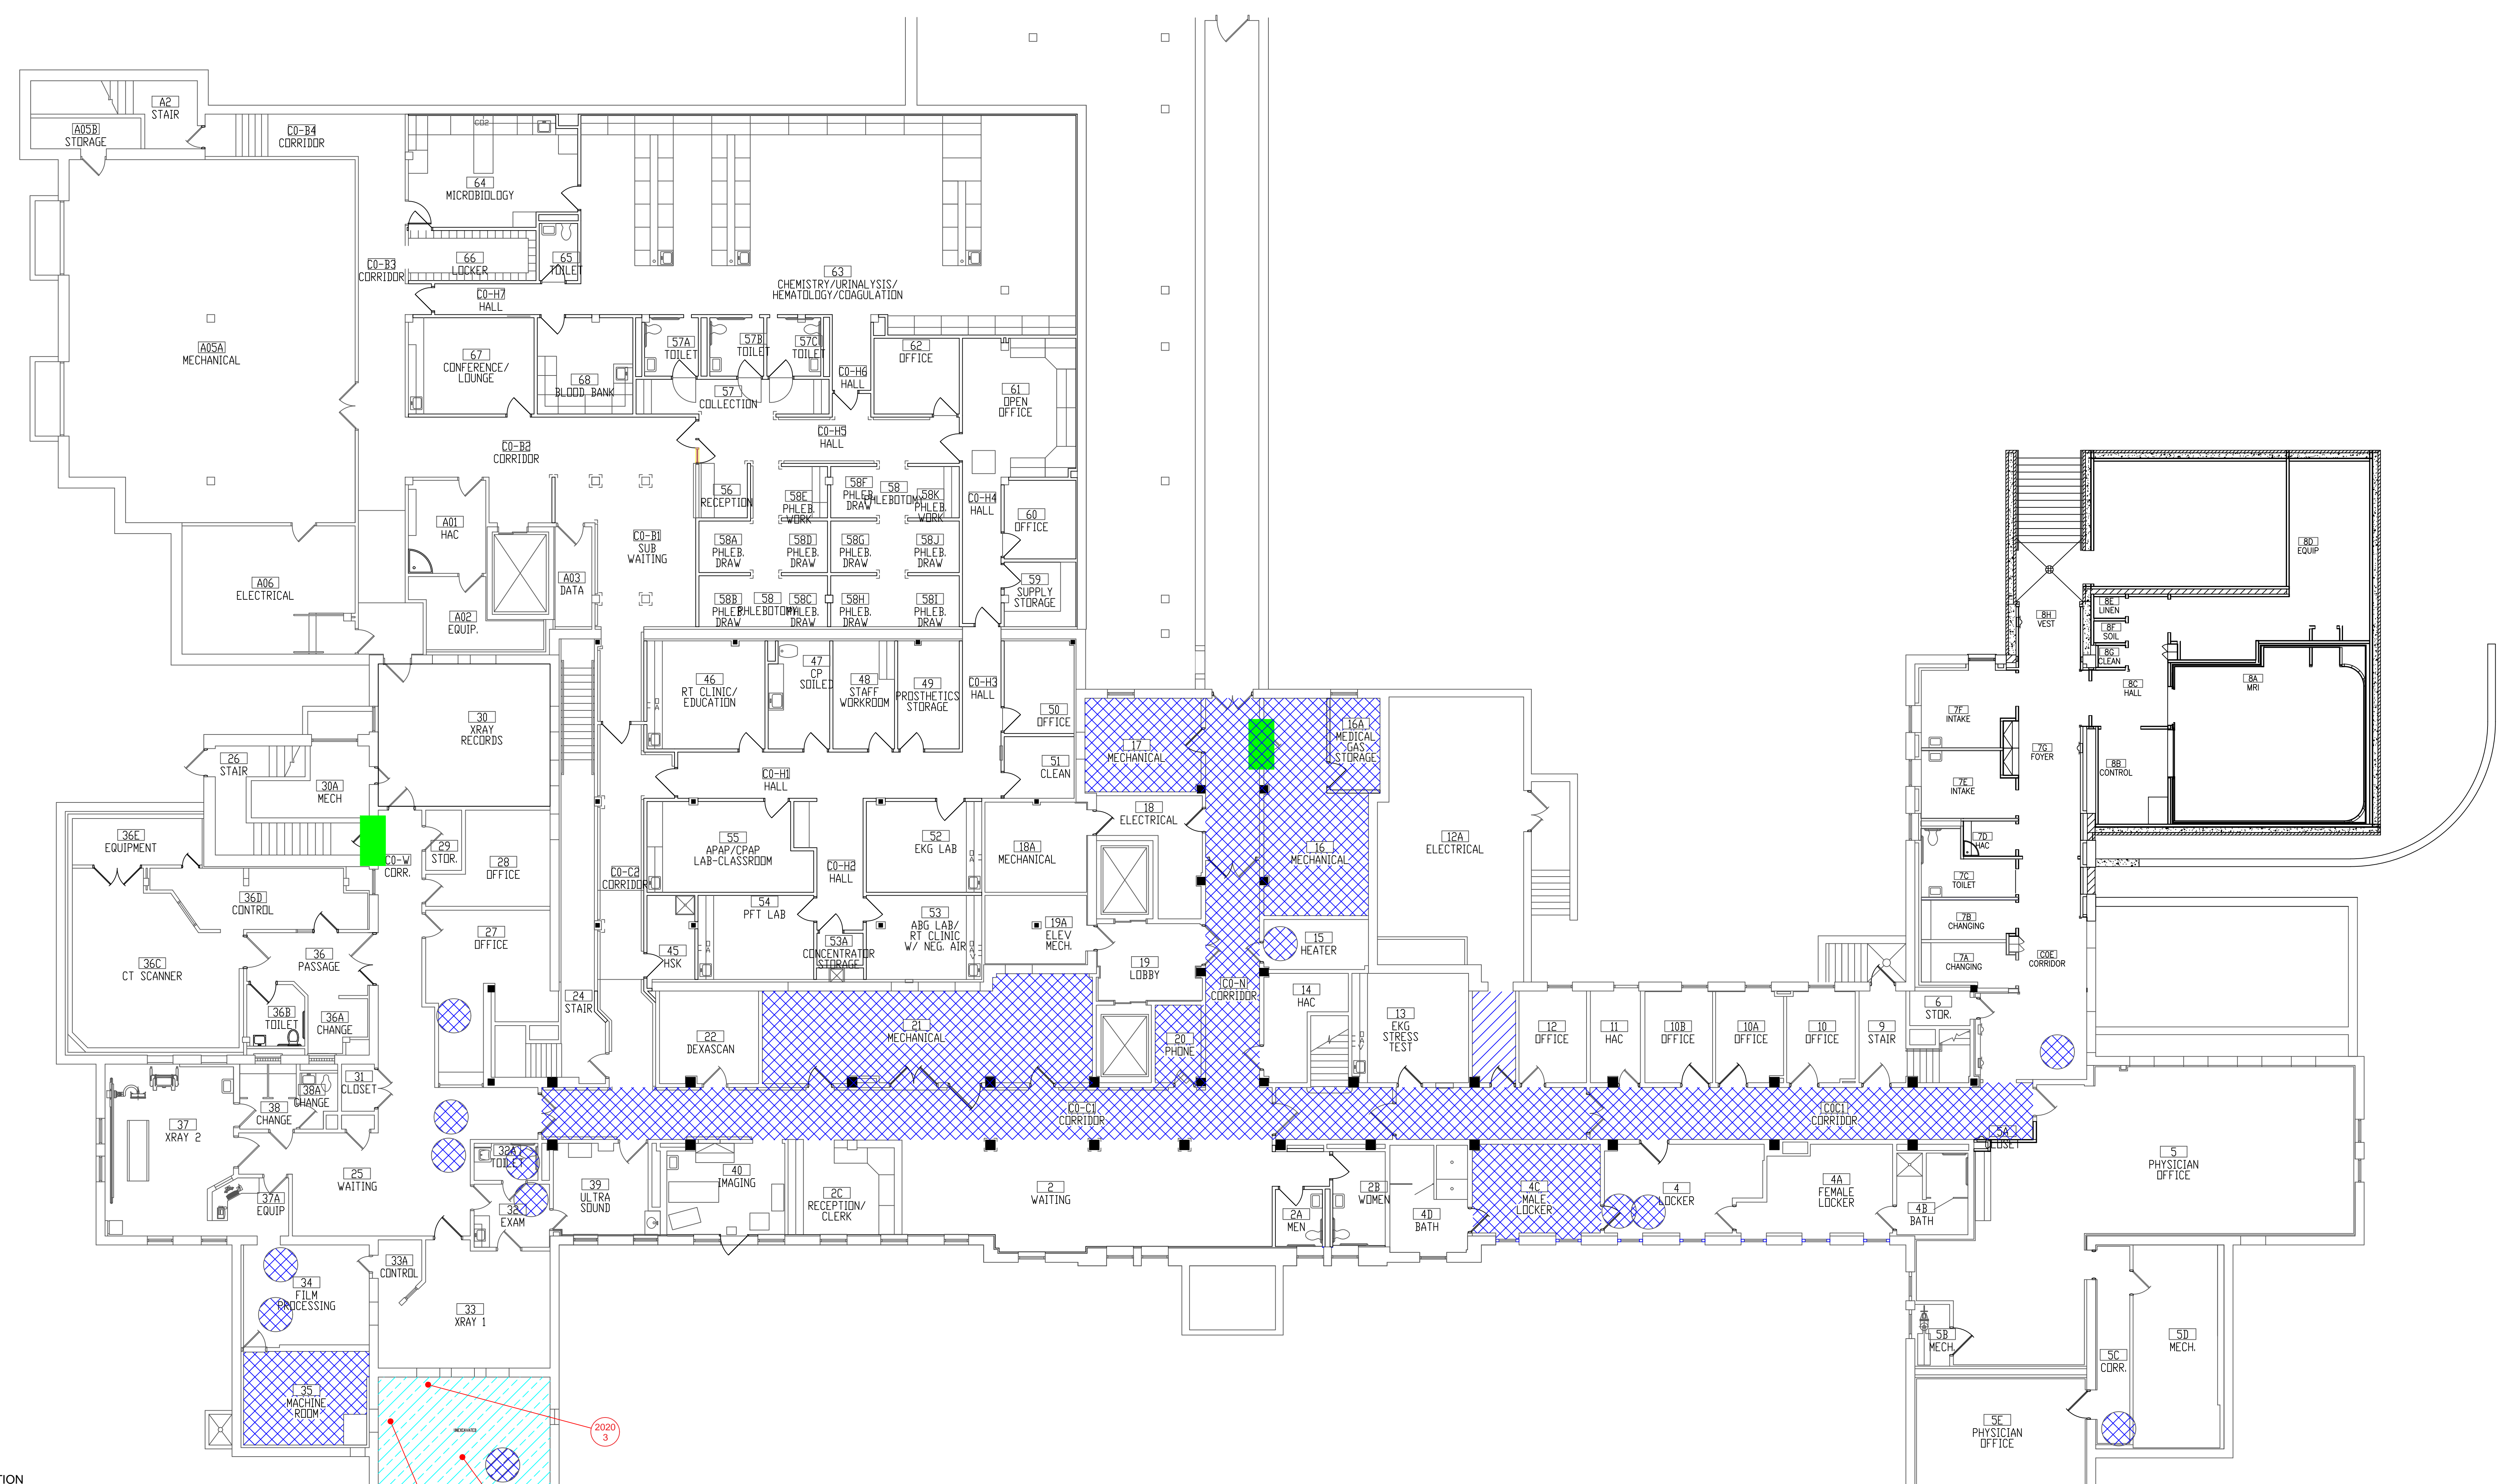 A2
STAIR
A05B
STORAGE
C0-B4
CORRIDOR
CO2
64
MICROBIOLOGY
66
LOCKER
65
TOILET
C0-B3
CORRIDOR
C0-H7
HALL
63
CHEMISTRY/URINALYSIS/
HEMATOLOGY/COAGULATION
A05A
MECHANICAL
67
CONFERENCE/
LOUNGE
68
BLOOD BANK
57A
TOILET
57B
TOILET
57C
TOILET
57
COLLECTION
C0-H6
HALL
62
OFFICE
61
OPEN
OFFICE
C0-B2
CORRIDOR
C0-H5
HALL
56
RECEPTION
58E
PHLEB.
WORK
58F
PHLEB.
DRAW
58
PHLEBOTOMY
58K
PHLEB.
WORK
C0-H4
HALL
60
OFFICE
A01
HAC
C0-B1
SUB
WAITING
58A
PHLEB.
DRAW
58D
PHLEB.
DRAW
58G
PHLEB.
DRAW
58J
PHLEB.
DRAW
A06
ELECTRICAL
A03
DATA
A02
EQUIP.
58B
PHLEB.
DRAW
58
PHLEBOTOMY
58C
PHLEB.
DRAW
58H
PHLEB.
DRAW
58I
PHLEB.
DRAW
59
SUPPLY
STORAGE
8D
EQUIP
8E
LINEN
8F
SOIL
8G
CLEAN
8H
VEST
8C
HALL
8A
MRI
8B
CONTROL
7F
INTAKE
7G
FOYER
7E
INTAKE
7D
HAC
7C
TOILET
7B
CHANGING
7A
CHANGING
C0E
CORRIDOR
46
RT CLINIC/
EDUCATION
47
CP
SOILED
48
STAFF
WORKROOM
49
PROSTHETICS
STORAGE
C0-H3
HALL
50
OFFICE
51
CLEAN
30
XRAY
RECORDS
26
STAIR
30A
MECH
C0-H1
HALL
17
MECHANICAL
16A
MEDICAL
GAS
STORAGE
18
ELECTRICAL
16
MECHANICAL
12A
ELECTRICAL
36E
EQUIPMENT
C0-W
CORR.
29
STOR.
28
OFFICE
C0-C2
CORRIDOR
55
APAP/CPAP
LAB-CLASSROOM
C0-H2
HALL
52
EKG LAB
18A
MECHANICAL
36D
CONTROL
27
OFFICE
54
PFT LAB
45
HSK
53A
CONCENTRATOR
STORAGE
53
ABG LAB/
RT CLINIC
W/ NEG. AIR
19A
ELEV
MECH.
19
LOBBY
15
HEATER
36C
CT SCANNER
36
PASSAGE
36B
TOILET
36A
CHANGE
24
STAIR
22
DEXASCAN
21
MECHANICAL
20
PHONE
C0-N
CORRIDOR
14
HAC
13
EKG
STRESS
TEST
12
OFFICE
11
HAC
10B
OFFICE
10A
OFFICE
10
OFFICE
9
STAIR
6
STOR.
31
CLOSET
38A
CHANGE
38
CHANGE
37
XRAY 2
37A
EQUIP
25
WAITING
C0-C1
CORRIDOR
C0C1
CORRIDOR
5A
CLOSET
5
PHYSICIAN
OFFICE
32A
TOILET
32
EXAM
39
ULTRA
SOUND
40
IMAGING
2C
RECEPTION/
CLERK
2
WAITING
2A
MEN
2B
WOMEN
4D
BATH
4C
MALE
LOCKER
4
LOCKER
4A
FEMALE
LOCKER
4B
BATH
33A
CONTROL
34
FILM
PROCESSING
33
XRAY 1
35
MACHINE
ROOM
5B
MECH.
5C
CORR.
5D
MECH.
5E
PHYSICIAN
OFFICE
2020
3
TION